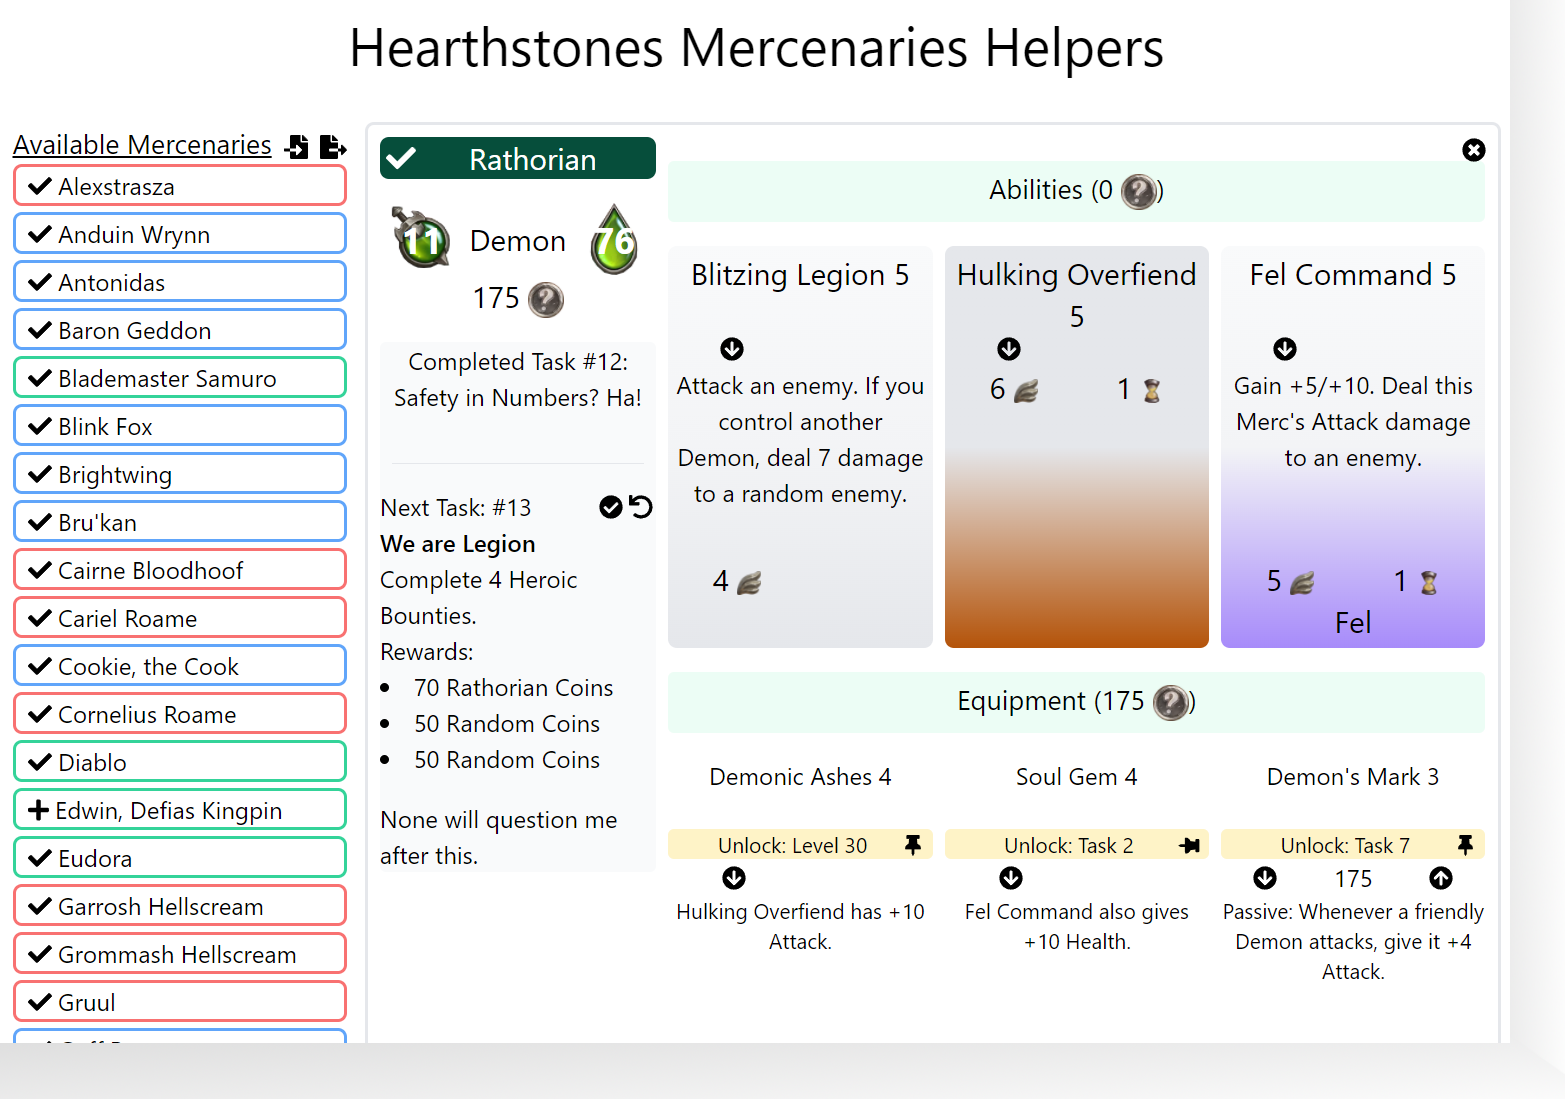 Hearthstones Mercenaries Helpers
Available Mercenaries
Alexstrasza
Anduin Wrynn
Antonidas
Baron Geddon
Blademaster Samuro
Blink Fox
Brightwing
Bru'kan
Cairne Bloodhoof
Cariel Roame
Cookie, the Cook
Cornelius Roame
Diablo
Edwin, Defias Kingpin
Eudora
Garrosh Hellscream
Grommash Hellscream
Gruul
Rathorian
11 Demon 76
175
Completed Task #12:
Safety in Numbers? Ha!
Next Task: #13
We are Legion
Complete 4 Heroic
Bounties.
Rewards:
70 Rathorian Coins
50 Random Coins
50 Random Coins
None will question me
after this.
Abilities (0 )
Blitzing Legion 5
Attack an enemy. If you
control another
Demon, deal 7 damage
to a random enemy.
4
Hulking Overfiend
5
6 1
Fel Command 5
Gain +5/+10. Deal this
Merc's Attack damage
to an enemy.
5 1
Fel
Equipment (175 )
Demonic Ashes 4
Unlock: Level 30
Hulking Overfiend has +10
Attack.
Soul Gem 4
Unlock: Task 2
Fel Command also gives
+10 Health.
Demon's Mark 3
Unlock: Task 7
175
Passive: Whenever a friendly
Demon attacks, give it +4
Attack.